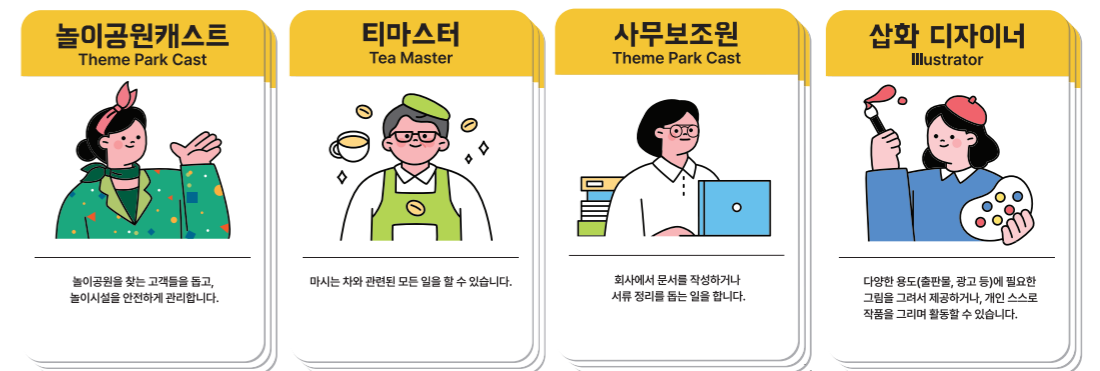 놀이공원캐스트
Theme Park Cast
놀이공원을 찾는 고객들을 돕고,
놀이시설을 안전하게 관리합니다.
티마스터
Tea Master
마시는 차와 관련된 모든 일을 할 수 있습니다.
사무보조원
Theme Park Cast
회사에서 문서를 작성하거나
서류 정리를 돕는 일을 합니다.
삽화 디자이너
Illustrator
다양한 용도(출판물, 광고 등)에 필요한
그림을 그려서 제공하거나, 개인 스스로
작품을 그리며 활동할 수 있습니다.